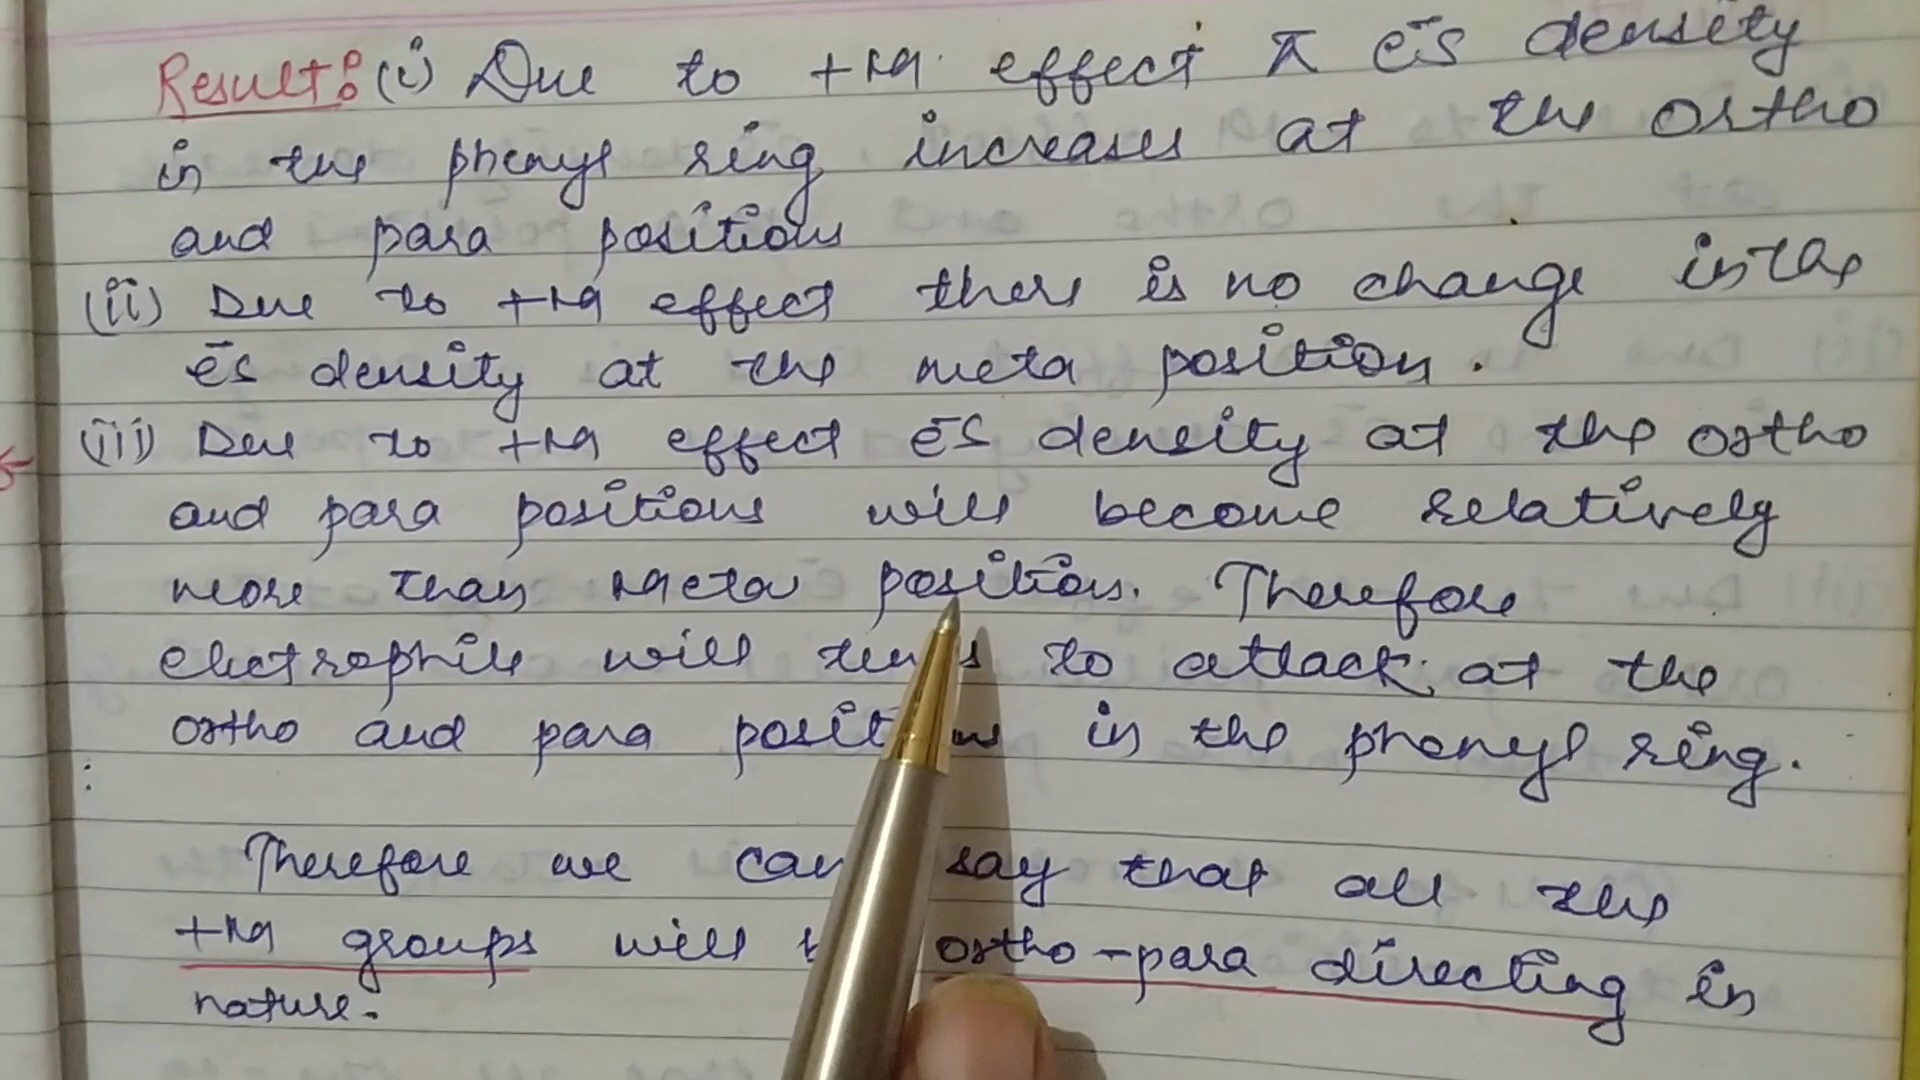 Result: (i) Due to +M effect π ēs density
in the phenyl ring increases at the ortho
and para positions
(ii) Due to +M effect there is no change in the
ēs density at the meta position.
(iii) Due to +M effect ēs density at the ortho
and para positions will become relatively
more than Meta position. Therefore
electrophile will to attack at the
ortho and para positions in the phenyl ring.
Therefore we can say that all the
+M groups will ortho-para directing in
nature.